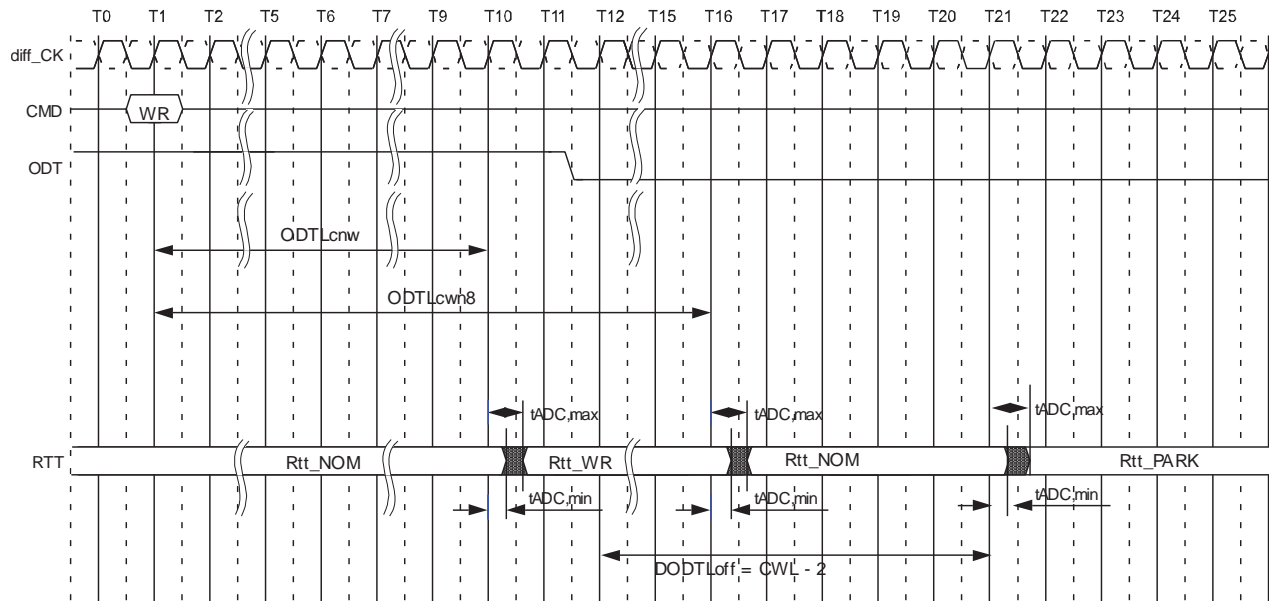 T0 T1 T2 T5 T6 T7 T9 T10 T11 T12 T15 T16 T17 T18 T19 T20 T21 T22 T23 T24 T25
diff_CK
CMD WR
ODT
ODTLcnw
ODTLcwn8
tADC,max tADC,max tADC,max
RTT Rtt_NOM Rtt_WR Rtt_NOM Rtt_PARK
tADC,min tADC,min tADC,min
DODTLoff = CWL - 2